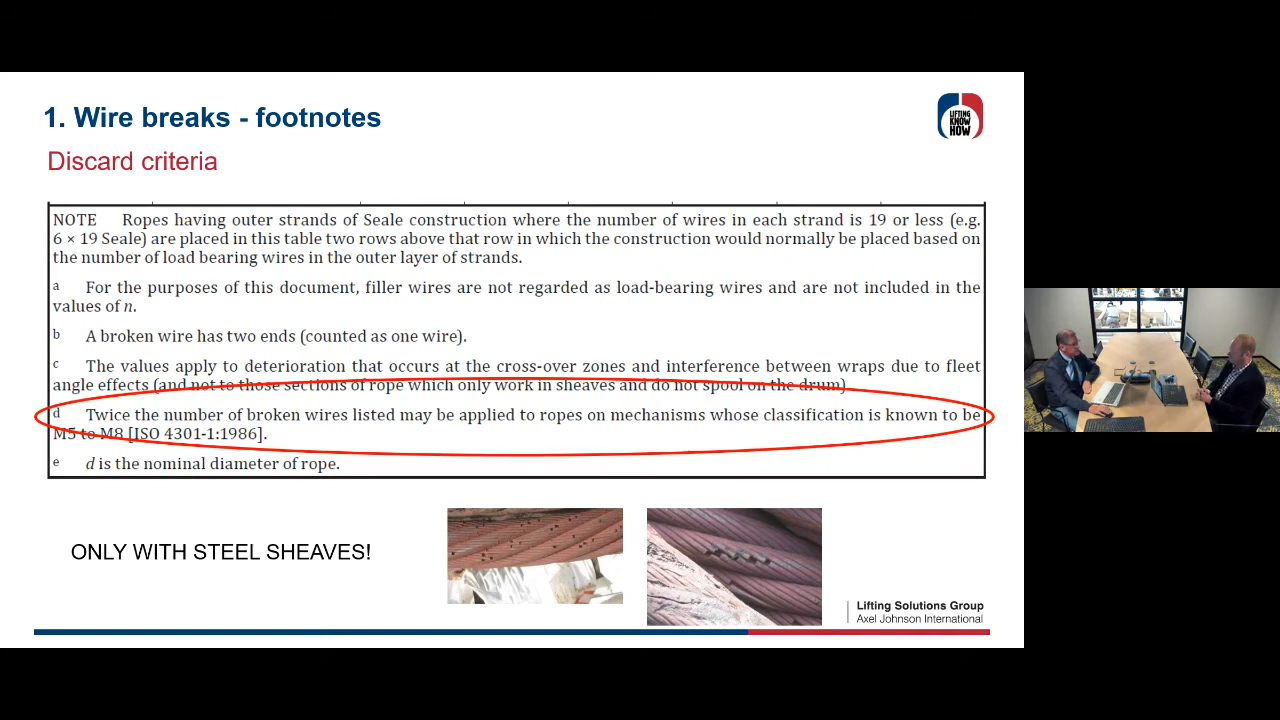 1. Wire breaks - footnotes
LIFTING
KNOW
HOW
Discard criteria
NOTE Ropes having outer strands of Seale construction where the number of wires in each strand is 19 or less (e.g.
6 × 19 Seale) are placed in this table two rows above that row in which the construction would normally be placed based on
the number of load bearing wires in the outer layer of strands.
a For the purposes of this document, filler wires are not regarded as load-bearing wires and are not included in the
values of n.
b A broken wire has two ends (counted as one wire).
c The values apply to deterioration that occurs at the cross-over zones and interference between wraps due to fleet
angle effects (and not to those sections of rope which only work in sheaves and do not spool on the drum)
d Twice the number of broken wires listed may be applied to ropes on mechanisms whose classification is known to be
M5 to M8 [ISO 4301-1:1986].
e d is the nominal diameter of rope.
ONLY WITH STEEL SHEAVES!
Lifting Solutions Group
Axel Johnson International